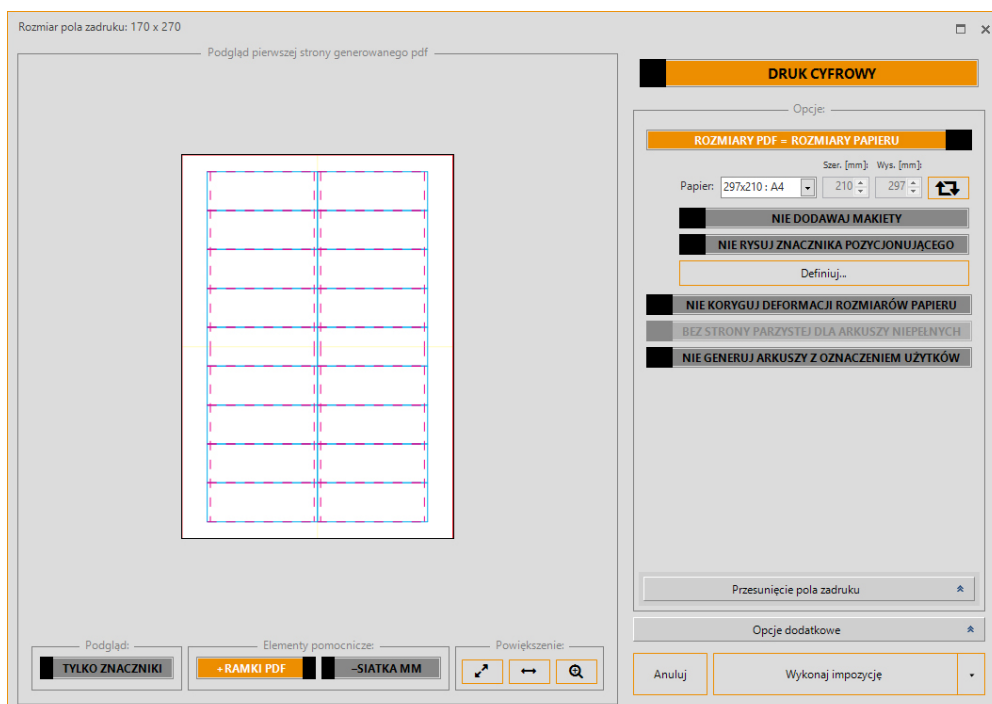 Rozmiar pola zadruku: 170 x 270
Podgląd pierwszej strony generowanego pdf
DRUK CYFROWY
Opcje:
ROZMIARY PDF = ROZMIARY PAPIERU
Szer. [mm]: Wys. [mm]:
Papier: 297x210 : A4 210 297
NIE DODAWAJ MAKIETY
NIE RYSUJ ZNACZNIKA POZYCJONUJĄCEGO
Definiuj...
NIE KORYGUJ DEFORMACJI ROZMIARÓW PAPIERU
BEZ STRONY PARZYSTEJ DLA ARKUSZY NIEPEŁNYCH
NIE GENERUJ ARKUSZY Z OZNACZENIEM UŻYTKÓW
Przesunięcie pola zadruku
Opcje dodatkowe
Podgląd: Elementy pomocnicze: Powiększenie:
TYLKO ZNACZNIKI +RAMKI PDF –SIATKA MM
Anuluj Wykonaj impozycję